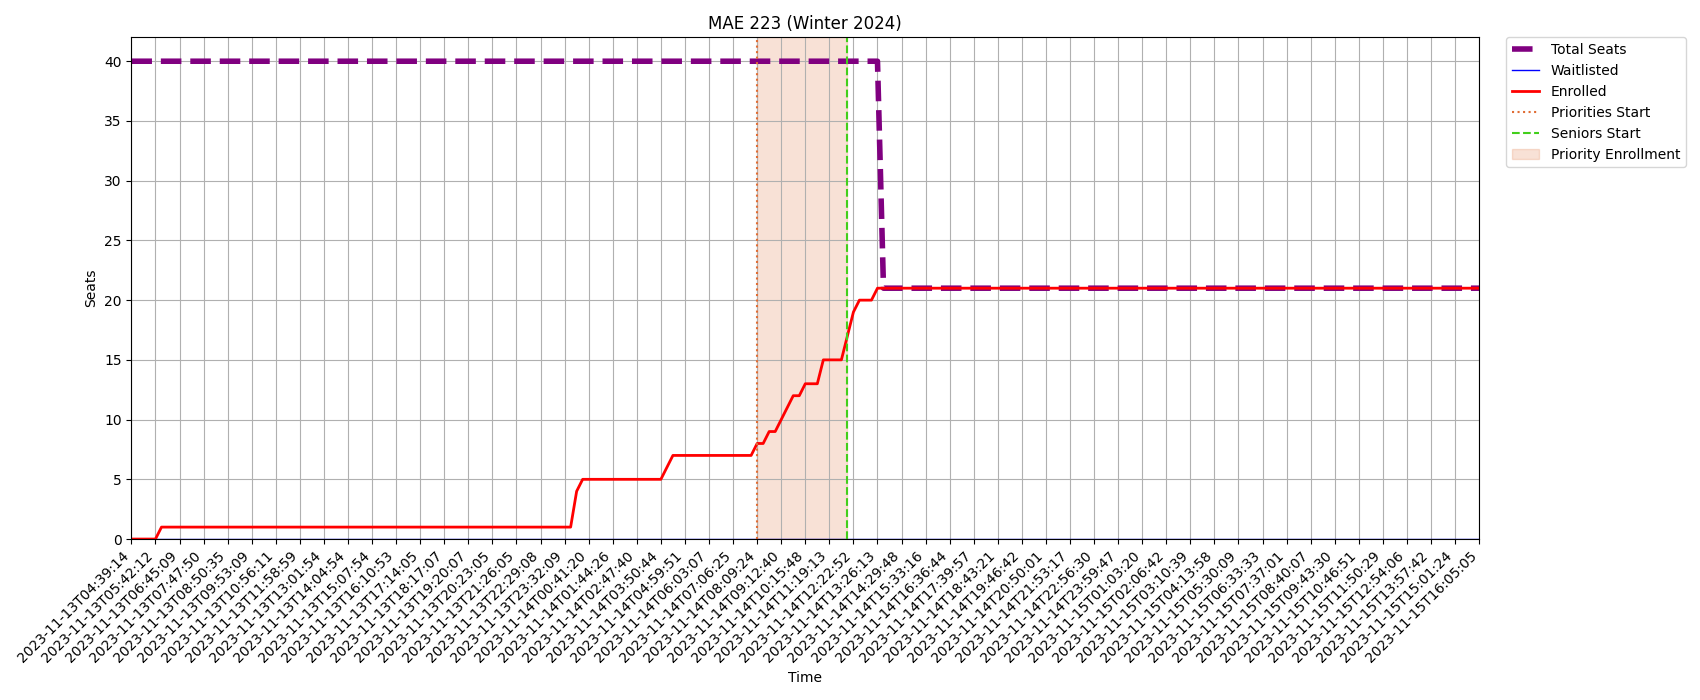 MAE 223 (Winter 2024)
Total Seats
Waitlisted
Enrolled
Priorities Start
Seniors Start
Priority Enrollment
Seats
40
35
30
25
20
15
10
5
0
2023-11-13T04:39:14
2023-11-13T05:42:12
2023-11-13T06:45:09
2023-11-13T07:47:50
2023-11-13T08:50:35
2023-11-13T09:53:09
2023-11-13T10:56:11
2023-11-13T11:58:59
2023-11-13T13:01:54
2023-11-13T14:04:54
2023-11-13T15:07:54
2023-11-13T16:10:53
2023-11-13T17:14:05
2023-11-13T18:17:07
2023-11-13T19:20:07
2023-11-13T20:23:05
2023-11-13T21:26:05
2023-11-13T22:29:08
2023-11-13T23:32:09
2023-11-14T00:41:20
2023-11-14T01:44:26
2023-11-14T02:47:40
2023-11-14T03:50:44
2023-11-14T04:59:51
2023-11-14T06:03:07
2023-11-14T07:06:25
2023-11-14T08:09:24
2023-11-14T09:12:40
2023-11-14T10:15:48
2023-11-14T11:19:13
2023-11-14T12:22:52
2023-11-14T13:26:13
2023-11-14T14:29:48
2023-11-14T15:33:16
2023-11-14T16:36:44
2023-11-14T17:39:57
2023-11-14T18:43:21
2023-11-14T19:46:42
2023-11-14T20:50:01
2023-11-14T21:53:17
2023-11-14T22:56:30
2023-11-14T23:59:47
2023-11-15T01:03:20
2023-11-15T02:06:42
2023-11-15T03:10:39
2023-11-15T04:13:58
2023-11-15T05:30:09
2023-11-15T06:33:33
2023-11-15T07:37:01
2023-11-15T08:40:07
2023-11-15T09:43:30
2023-11-15T10:46:51
2023-11-15T11:50:29
2023-11-15T12:54:06
2023-11-15T13:57:42
2023-11-15T15:01:24
2023-11-15T16:05:05
Time